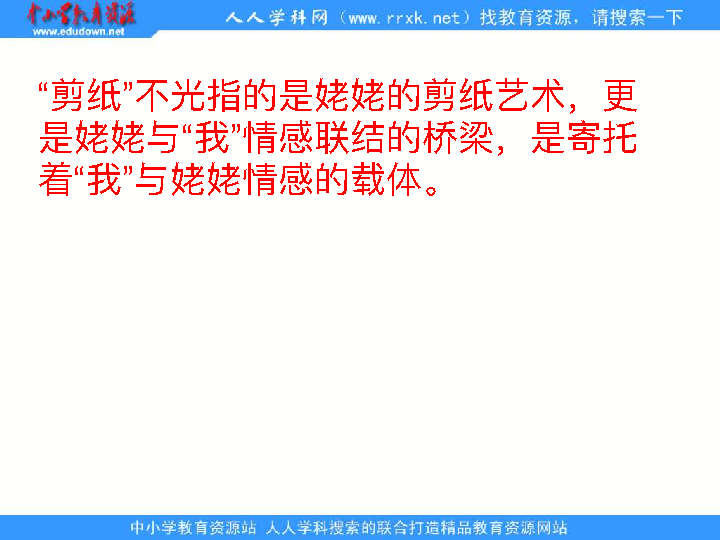 中小学教育资源
www.edudown.net
人人学科网（www.rrxk.net）找教育资源，请搜索一下
“剪纸”不光指的是姥姥的剪纸艺术，更
是姥姥与“我”情感联结的桥梁，是寄托
着“我”与姥姥情感的载体。
中小学教育资源站 人人学科搜索的联合打造精品教育资源网站